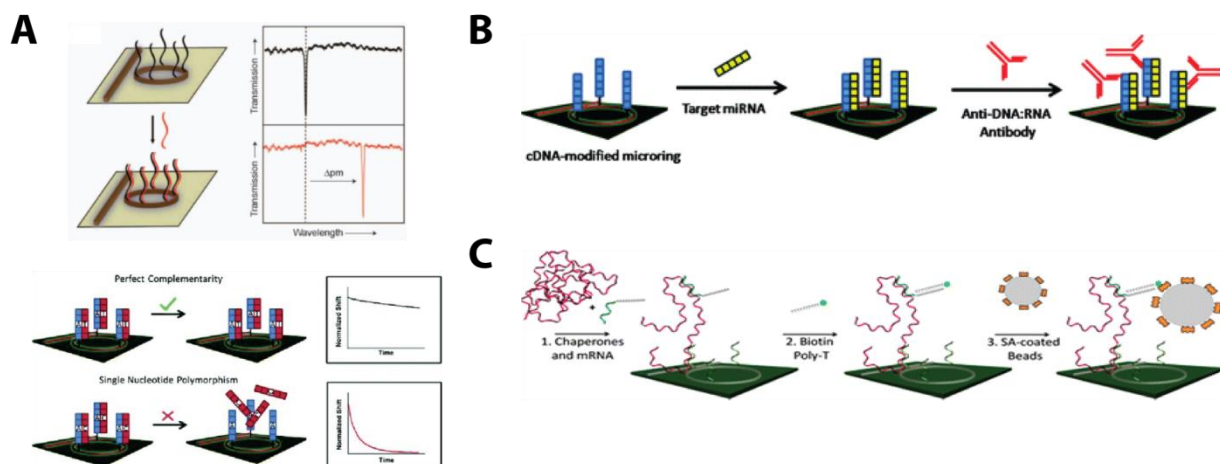 A
Transmission
Transmission
Δpm
Wavelength
Perfect Complementarity
A|T
A|T
A|T
Normalized Shift
Time
Single Nucleotide Polymorphism
A|C
A|C
A|C
Normalized Shift
Time
B
Target miRNA
Anti-DNA:RNA
Antibody
cDNA-modified microring
C
+
1. Chaperones
and mRNA
2. Biotin
Poly-T
3. SA-coated
Beads